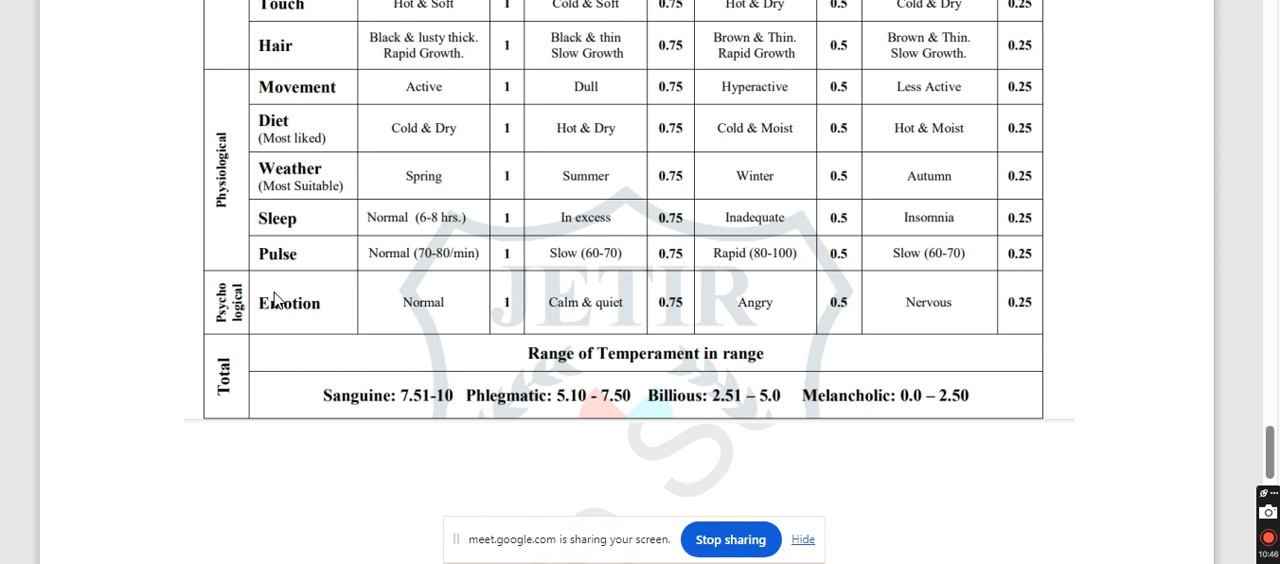 Touch Hot & Soft 1 Cold & Soft 0.75 Hot & Dry 0.5 Cold & Dry 0.25
Hair Black & lusty thick. Rapid Growth. 1 Black & thin Slow Growth 0.75 Brown & Thin. Rapid Growth 0.5 Brown & Thin. Slow Growth. 0.25
Physiological
Movement Active 1 Dull 0.75 Hyperactive 0.5 Less Active 0.25
Diet (Most liked) Cold & Dry 1 Hot & Dry 0.75 Cold & Moist 0.5 Hot & Moist 0.25
Weather (Most Suitable) Spring 1 Summer 0.75 Winter 0.5 Autumn 0.25
Sleep Normal (6-8 hrs.) 1 In excess 0.75 Inadequate 0.5 Insomnia 0.25
Pulse Normal (70-80/min) 1 Slow (60-70) 0.75 Rapid (80-100) 0.5 Slow (60-70) 0.25
Psycho logical
Emotion Normal 1 Calm & quiet 0.75 Angry 0.5 Nervous 0.25
JETIR
Total
Range of Temperament in range
Sanguine: 7.51-10 Phlegmatic: 5.10 - 7.50 Billious: 2.51 – 5.0 Melancholic: 0.0 – 2.50
meet.google.com is sharing your screen. Stop sharing Hide
10:46